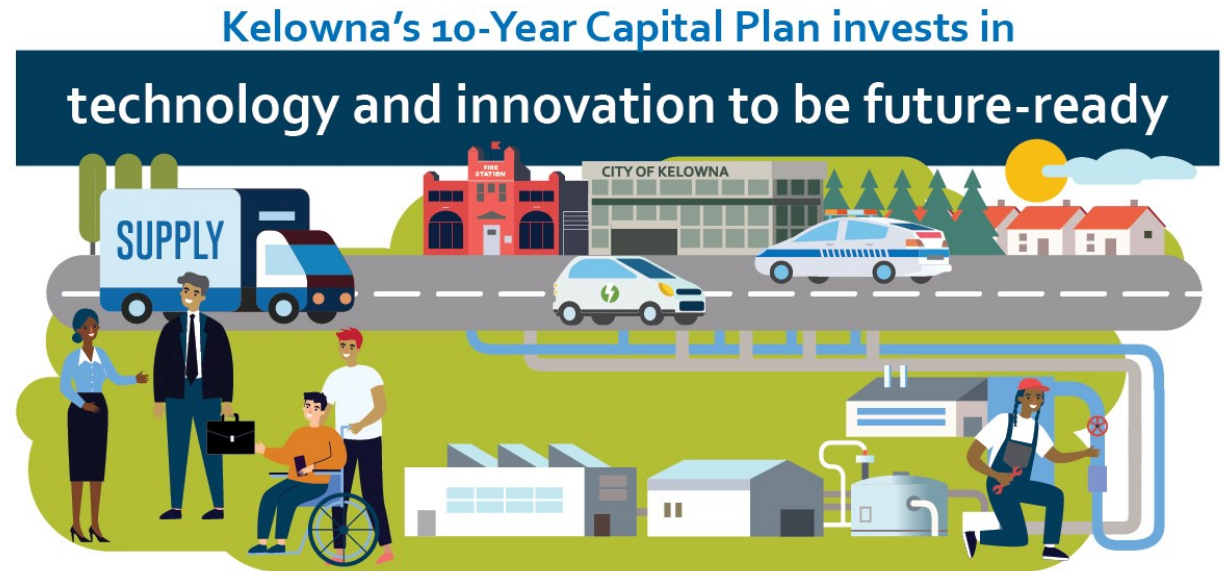 Kelowna's 10-Year Capital Plan invests in
technology and innovation to be future-ready
FIRE
STATION
CITY OF KELOWNA
SUPPLY